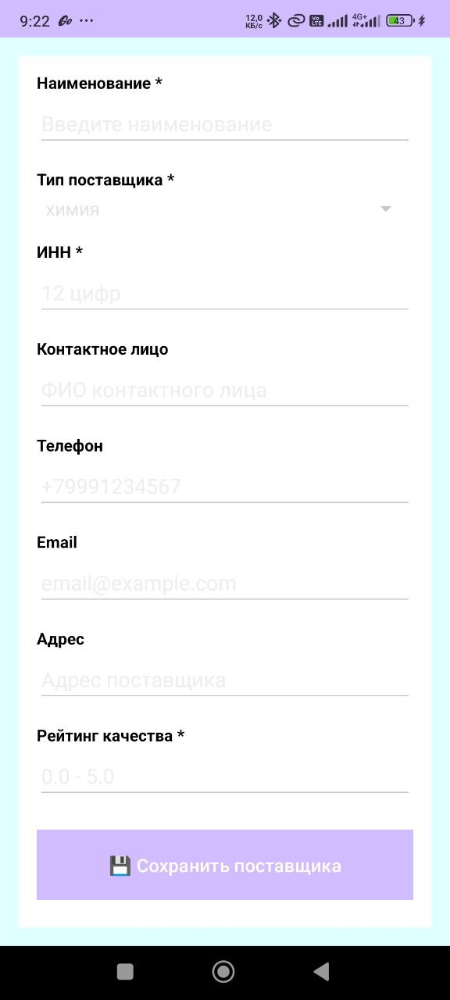 9:22 Go ...
12,0 КБ/с Vo LTE 4G+ 43
Наименование *
Введите наименование
Тип поставщика *
химия
ИНН *
12 цифр
Контактное лицо
ФИО контактного лица
Телефон
+79991234567
Email
email@example.com
Адрес
Адрес поставщика
Рейтинг качества *
0.0 - 5.0
💾 Сохранить поставщика